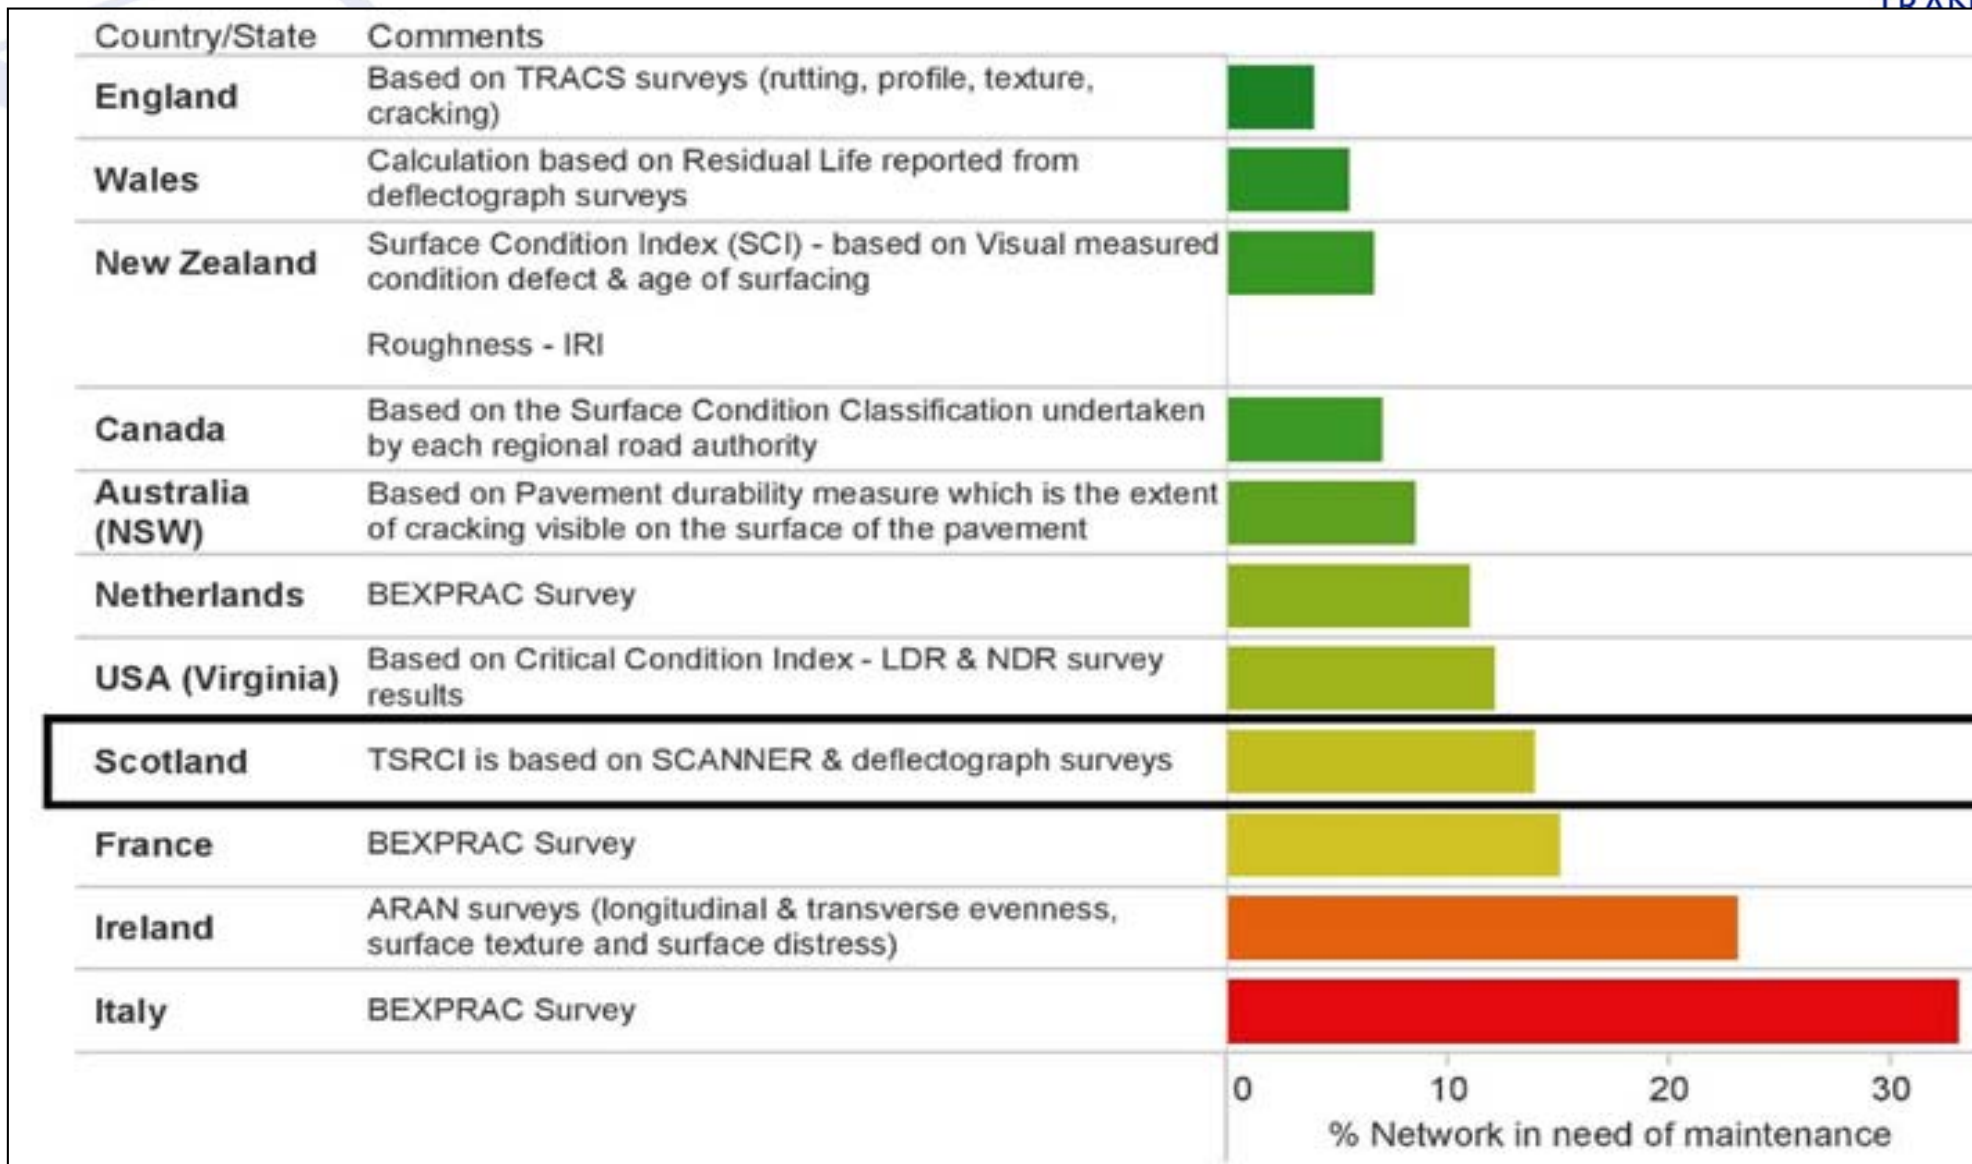 Country/State Comments
England Based on TRACS surveys (rutting, profile, texture,
cracking)
Wales Calculation based on Residual Life reported from
deflectograph surveys
New Zealand Surface Condition Index (SCI) - based on Visual measured
condition defect & age of surfacing
Roughness - IRI
Canada Based on the Surface Condition Classification undertaken
by each regional road authority
Australia
(NSW) Based on Pavement durability measure which is the extent
of cracking visible on the surface of the pavement
Netherlands BEXPRAC Survey
USA (Virginia) Based on Critical Condition Index - LDR & NDR survey
results
Scotland TSRCI is based on SCANNER & deflectograph surveys
France BEXPRAC Survey
Ireland ARAN surveys (longitudinal & transverse evenness,
surface texture and surface distress)
Italy BEXPRAC Survey
0 10 20 30
% Network in need of maintenance